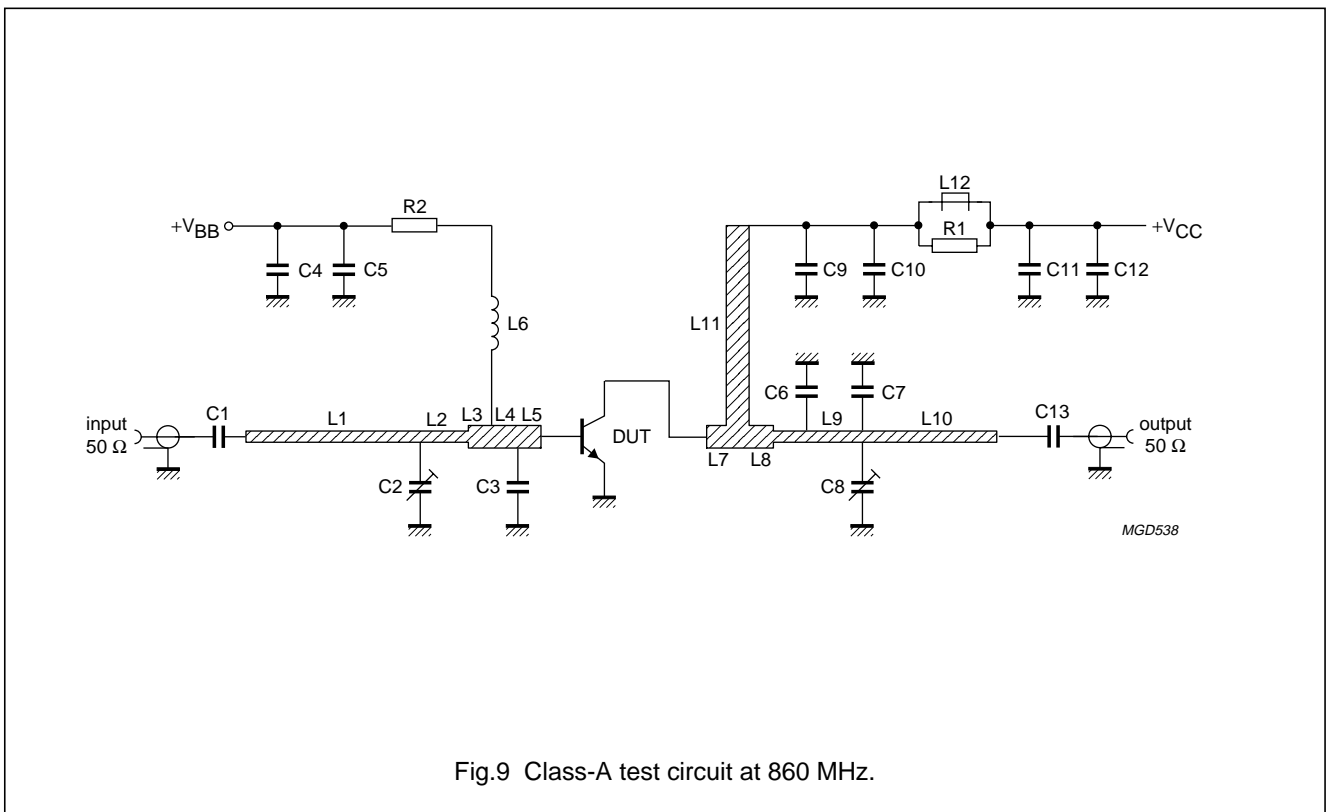 L12
R2
+VBB
R1
+VCC
C4
C5
C9
C10
C11
C12
L6
L11
C6
C7
input
50 Ω
C1
L1
L2
L3
L4
L5
DUT
L7
L8
L9
L10
C13
output
50 Ω
C2
C3
C8
MGD538
Fig.9 Class-A test circuit at 860 MHz.